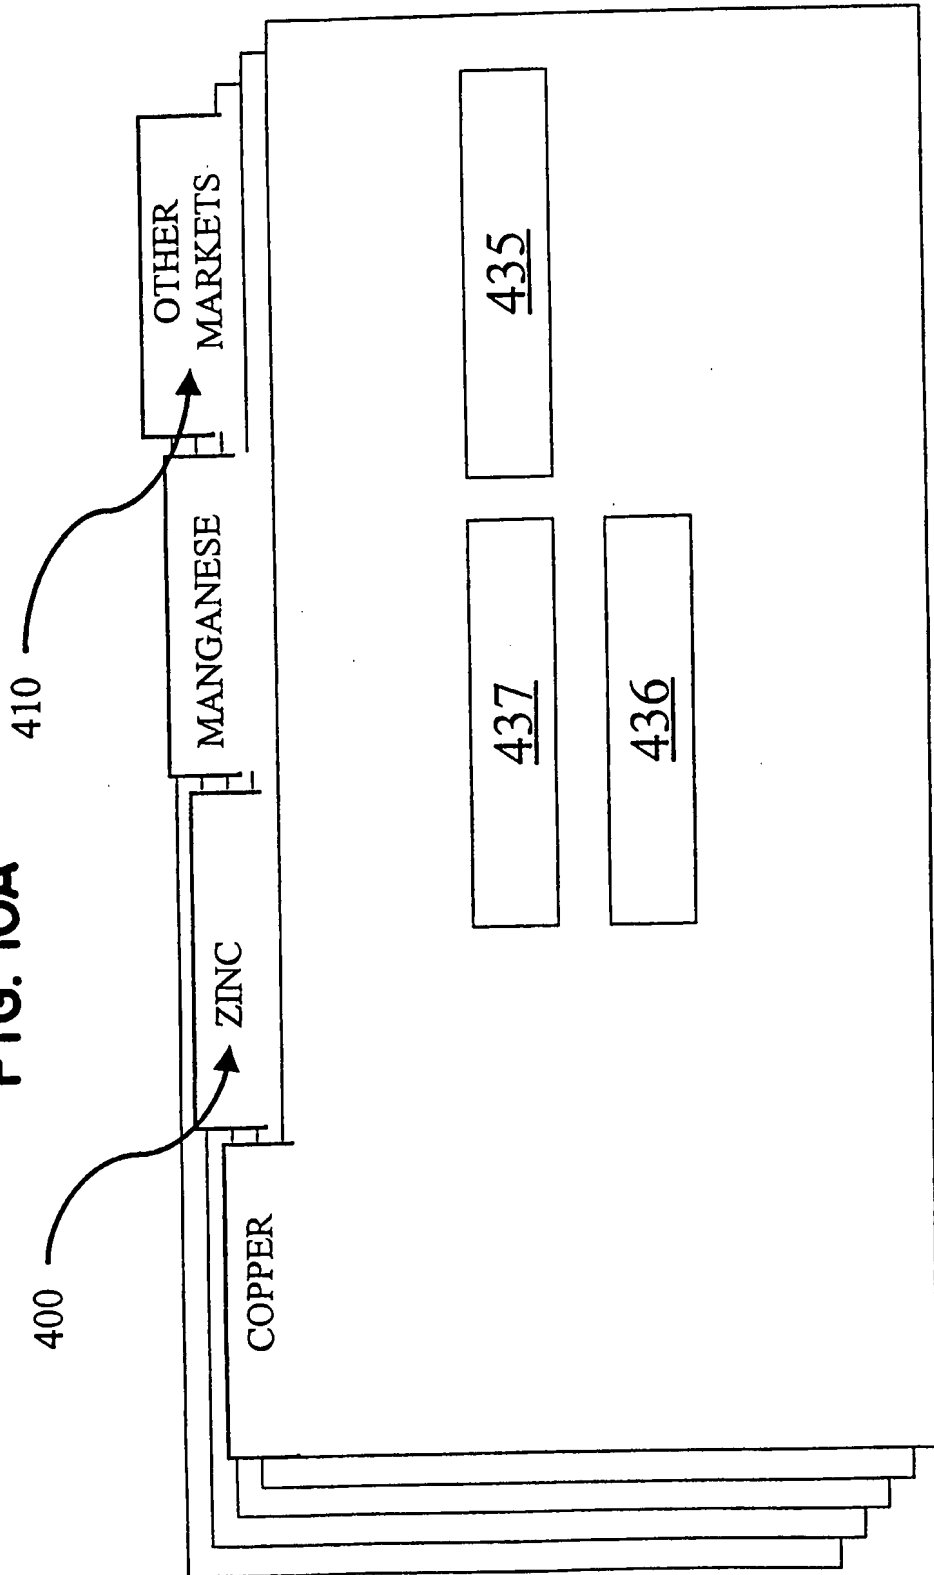 FIG. 10A
400
410
COPPER
ZINC
MANGANESE
OTHER
MARKETS
437
435
436